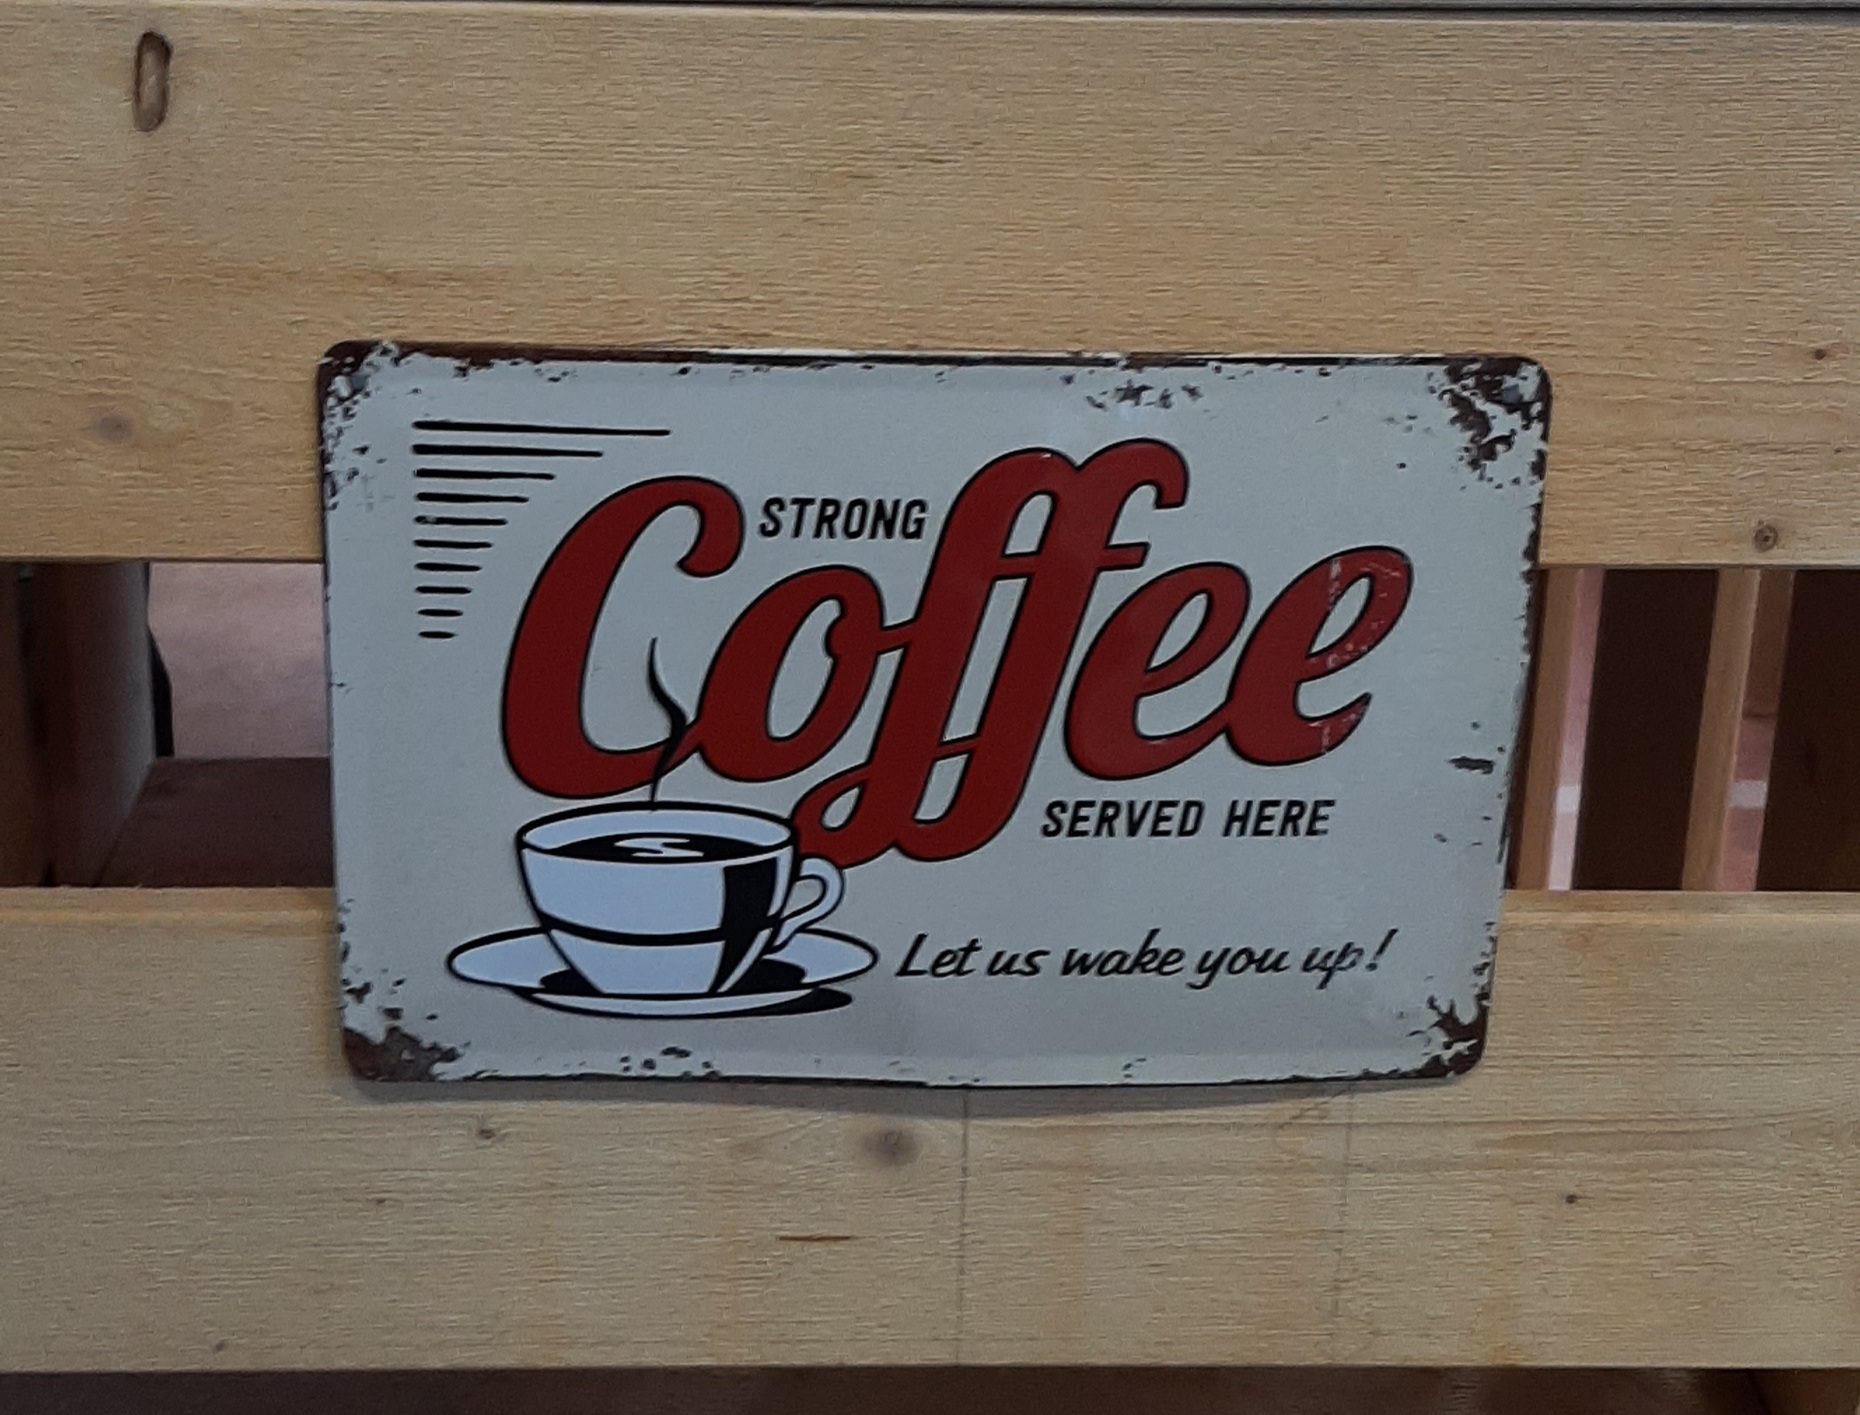 STRONG
Coffee
SERVED HERE
Let us wake you up!